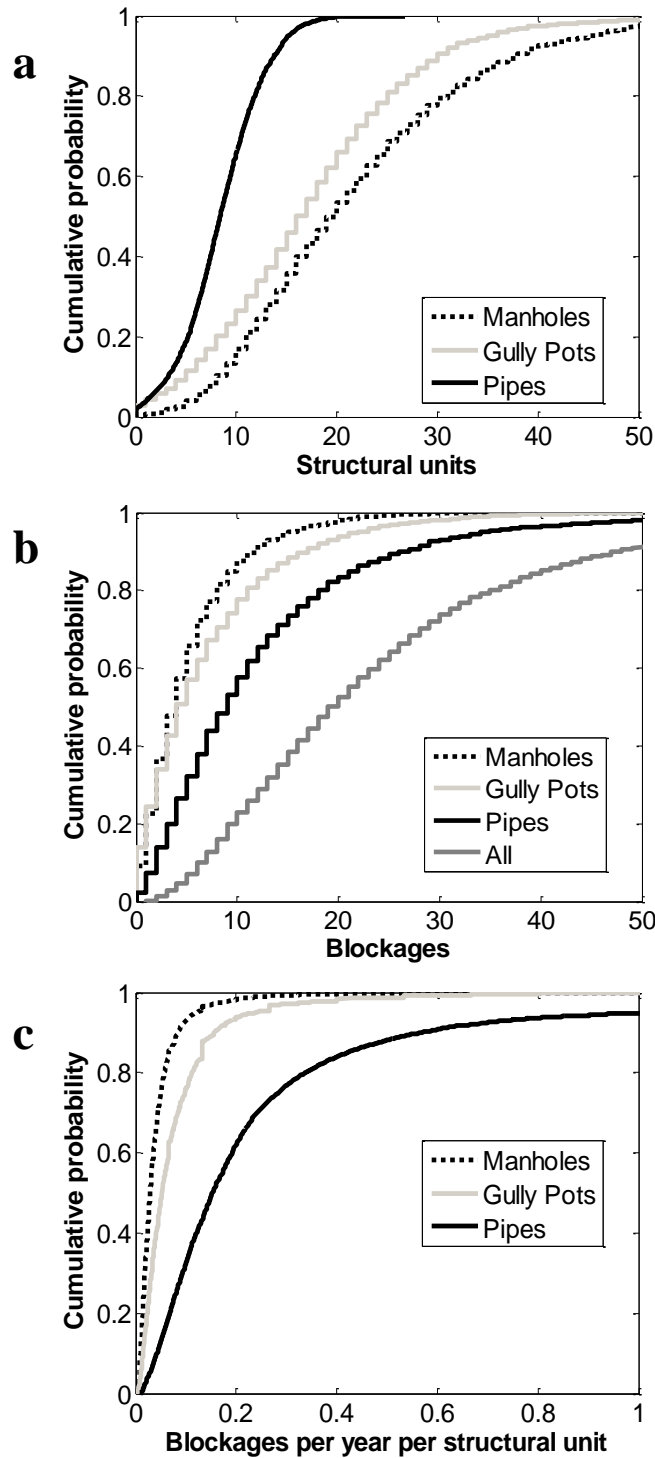 a
Cumulative probability
1
0.8
0.6
0.4
0.2
0
0 10 20 30 40 50
Structural units
Manholes
Gully Pots
Pipes
b
Cumulative probability
1
0.8
0.6
0.4
0.2
0
0 10 20 30 40 50
Blockages
Manholes
Gully Pots
Pipes
All
c
Cumulative probability
1
0.8
0.6
0.4
0.2
0
0 0.2 0.4 0.6 0.8 1
Blockages per year per structural unit
Manholes
Gully Pots
Pipes